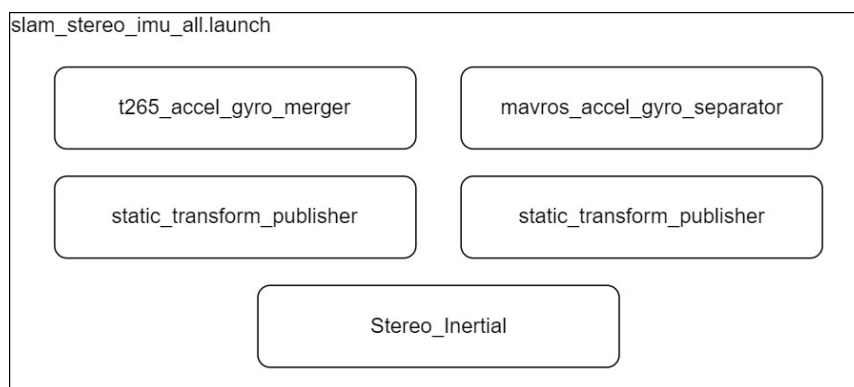 slam_stereo_imu_all.launch
t265_accel_gyro_merger
mavros_accel_gyro_separator
static_transform_publisher
static_transform_publisher
Stereo_Inertial